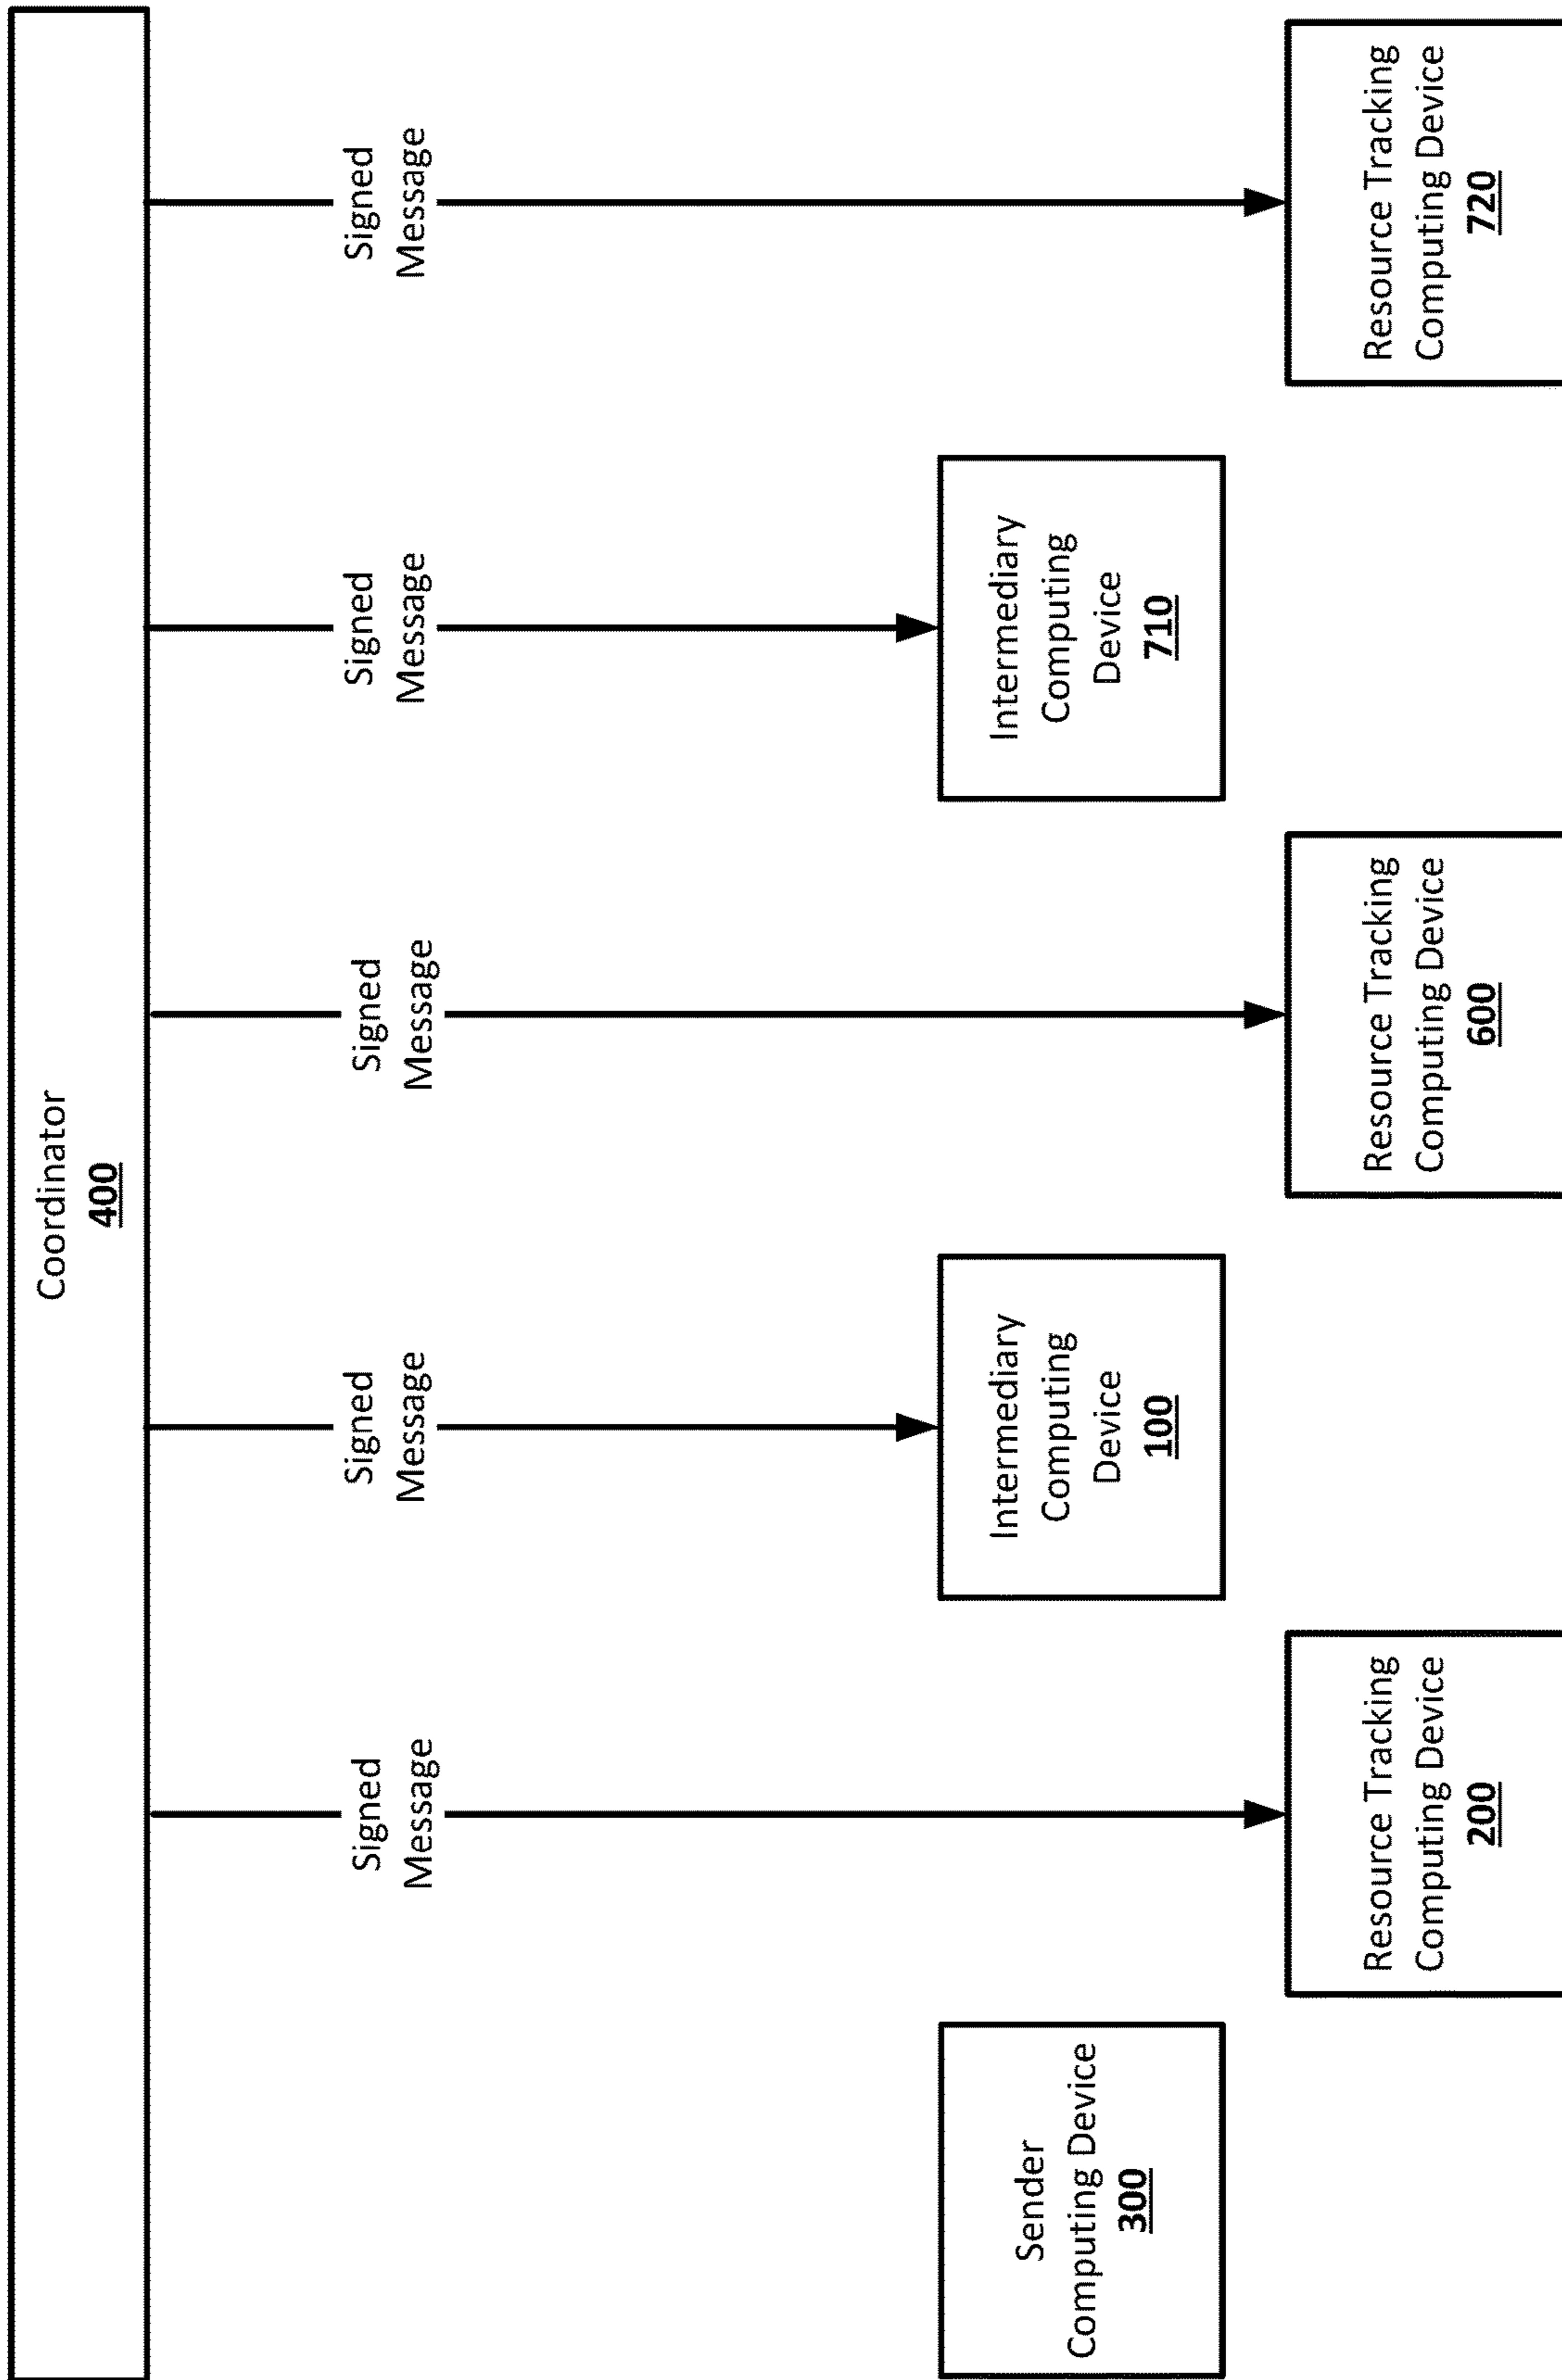 Coordinator
400
Signed
Message
Signed
Message
Signed
Message
Signed
Message
Signed
Message
Sender
Computing Device
300
Intermediary
Computing
Device
100
Intermediary
Computing
Device
710
Resource Tracking
Computing Device
200
Resource Tracking
Computing Device
600
Resource Tracking
Computing Device
720